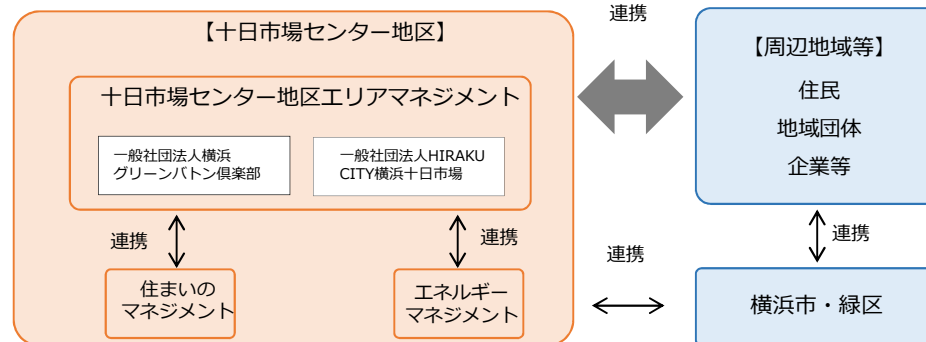 【十日市場センター地区】
十日市場センター地区エリアマネジメント
一般社団法人横浜
グリーンバトン倶楽部
一般社団法人HIRAKU
CITY横浜十日市場
連携
連携
住まいの
マネジメント
エネルギー
マネジメント
連携
連携
【周辺地域等】
住民
地域団体
企業等
連携
横浜市・緑区